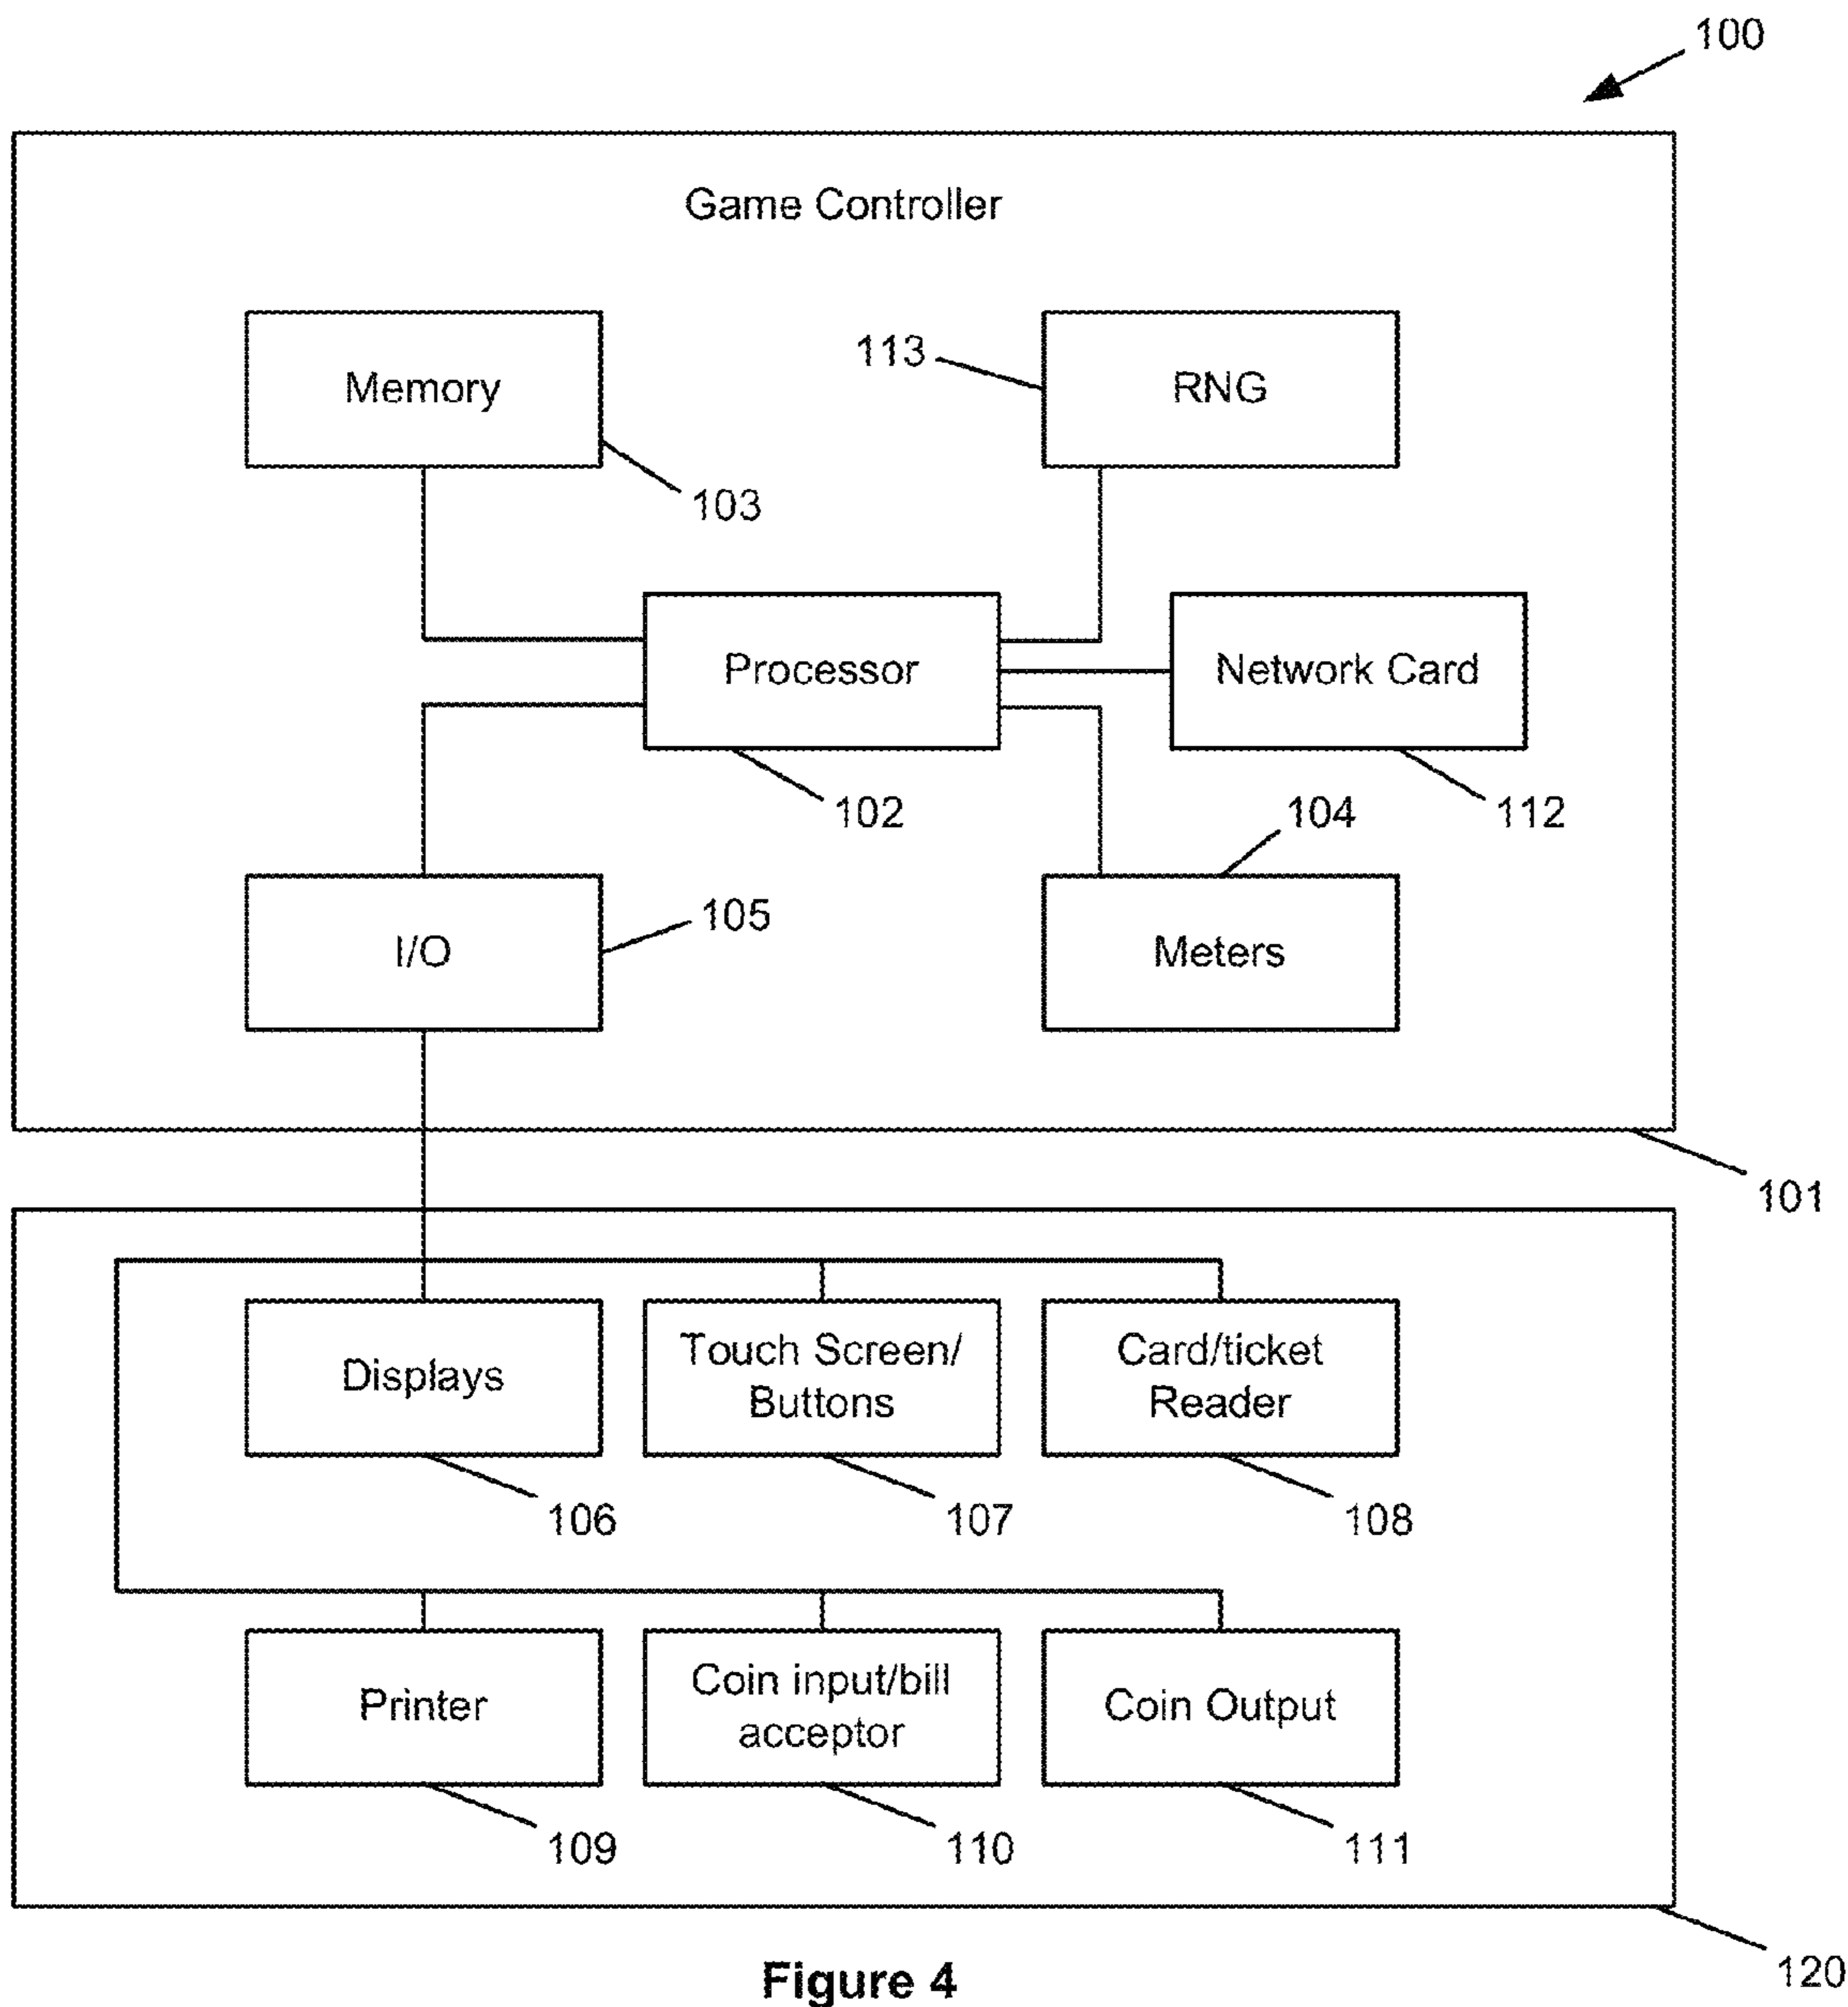 100
Game Controller
Memory
113
RNG
103
Processor
Network Card
102
104
112
I/O
105
Meters
101
Displays
Touch Screen/
Buttons
Card/ticket
Reader
106
107
108
Printer
Coin input/bill
acceptor
Coin Output
109
110
111
120
Figure 4